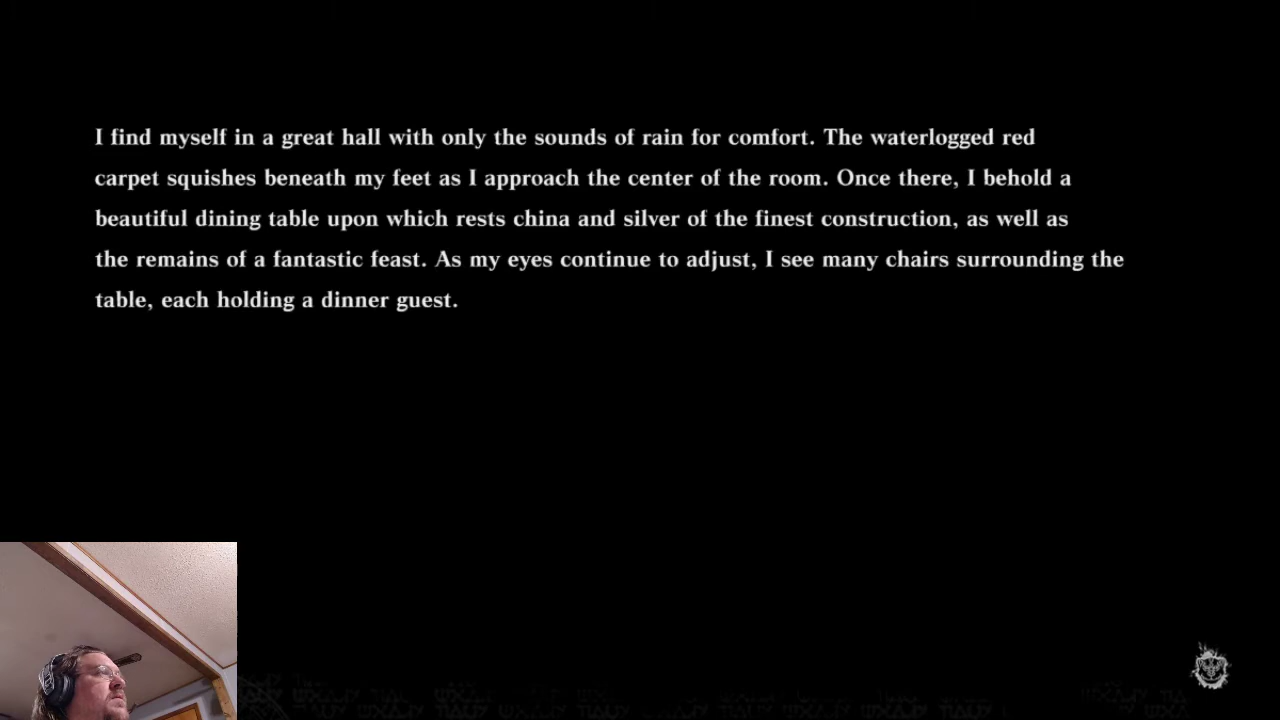 I find myself in a great hall with only the sounds of rain for comfort. The waterlogged red
carpet squishes beneath my feet as I approach the center of the room. Once there, I behold a
beautiful dining table upon which rests china and silver of the finest construction, as well as
the remains of a fantastic feast. As my eyes continue to adjust, I see many chairs surrounding the
table, each holding a dinner guest.